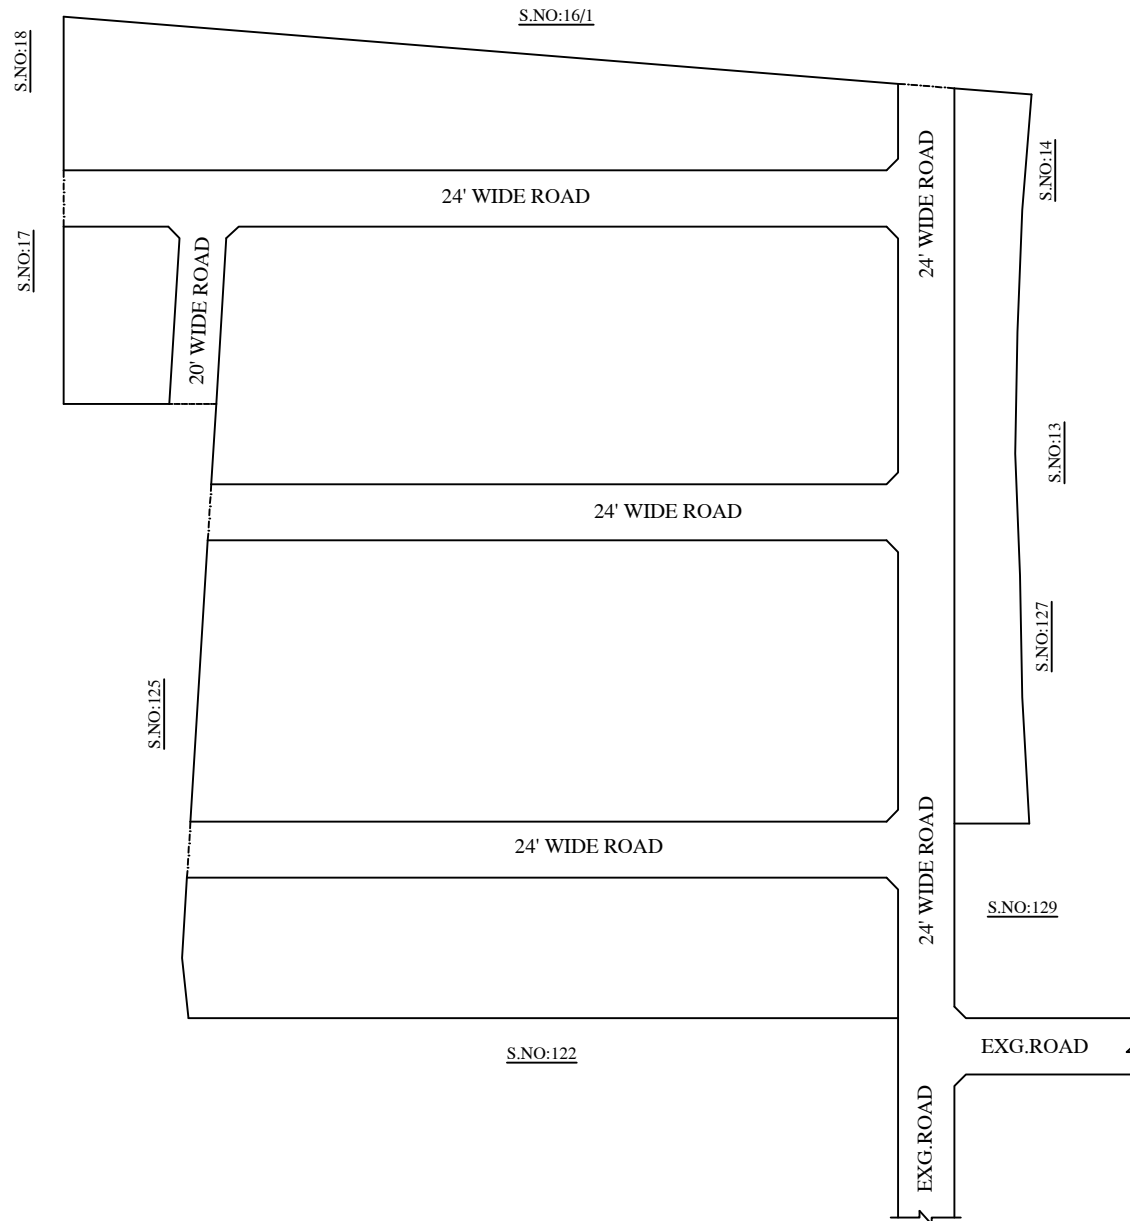 S.NO:16/1
S.NO:18
S.NO:14
24' WIDE ROAD
24' WIDE ROAD
S.NO:17
20' WIDE ROAD
S.NO:13
24' WIDE ROAD
S.NO:127
S.NO:125
24' WIDE ROAD
24' WIDE ROAD
S.NO:129
S.NO:122
EXG.ROAD
EXG.ROAD